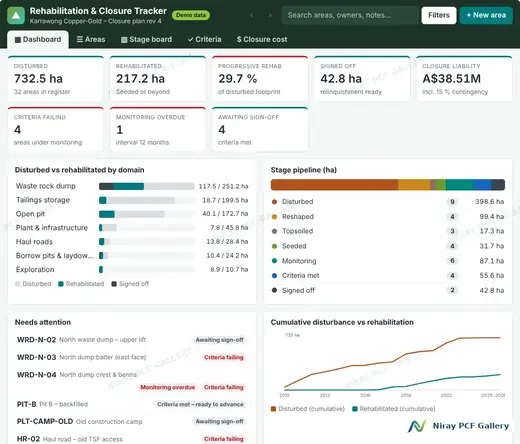 Rehabilitation & Closure Tracker
Demo data
Karrawong Copper-Gold – Closure plan rev 4
Search areas, owners, notes...
Filters
+ New area
Dashboard
Areas
Stage board
Criteria
$ Closure cost
DISTURBED
732.5 ha
32 areas in register
REHABILITATED
217.2 ha
Seeded or beyond
PROGRESSIVE REHAB
29.7 %
of disturbed footprint
SIGNED OFF
42.8 ha
relinquishment ready
CLOSURE LIABILITY
A$38.51M
incl. 15 % contingency
CRITERIA FAILING
4
areas under monitoring
MONITORING OVERDUE
1
interval 12 months
AWAITING SIGN-OFF
4
criteria met
Disturbed vs rehabilitated by domain
Waste rock dump 117.5 / 251.2 ha
Tailings storage 18.7 / 199.5 ha
Open pit 40.1 / 172.7 ha
Plant & infrastructure 7.8 / 45.8 ha
Haul roads 13.8 / 28.4 ha
Borrow pits & laydow... 10.4 / 24.2 ha
Exploration 8.9 / 10.7 ha
Disturbed Rehabilitated Signed off
Stage pipeline (ha)
Disturbed 9 398.6 ha
Reshaped 4 99.4 ha
Topsoiled 3 17.3 ha
Seeded 4 31.7 ha
Monitoring 6 87.1 ha
Criteria met 4 55.6 ha
Signed off 2 42.8 ha
Needs attention
WRD-N-02 North waste dump – upper lift Awaiting sign-off
WRD-N-03 North dump batter (east face) Criteria failing
WRD-N-04 North dump crest & berms
Monitoring overdue Criteria failing
PIT-B Pit B – backfilled Criteria met – ready to advance
PLT-CAMP-OLD Old construction camp Awaiting sign-off
HR-02 Haul road – old TSF access Criteria failing
Cumulative disturbance vs rehabilitation
733 ha
2010 2013 2016 2019 2022 2025 2026
Disturbed (cumulative) Rehabilitated (cumulative)
Niray PCF Gallery